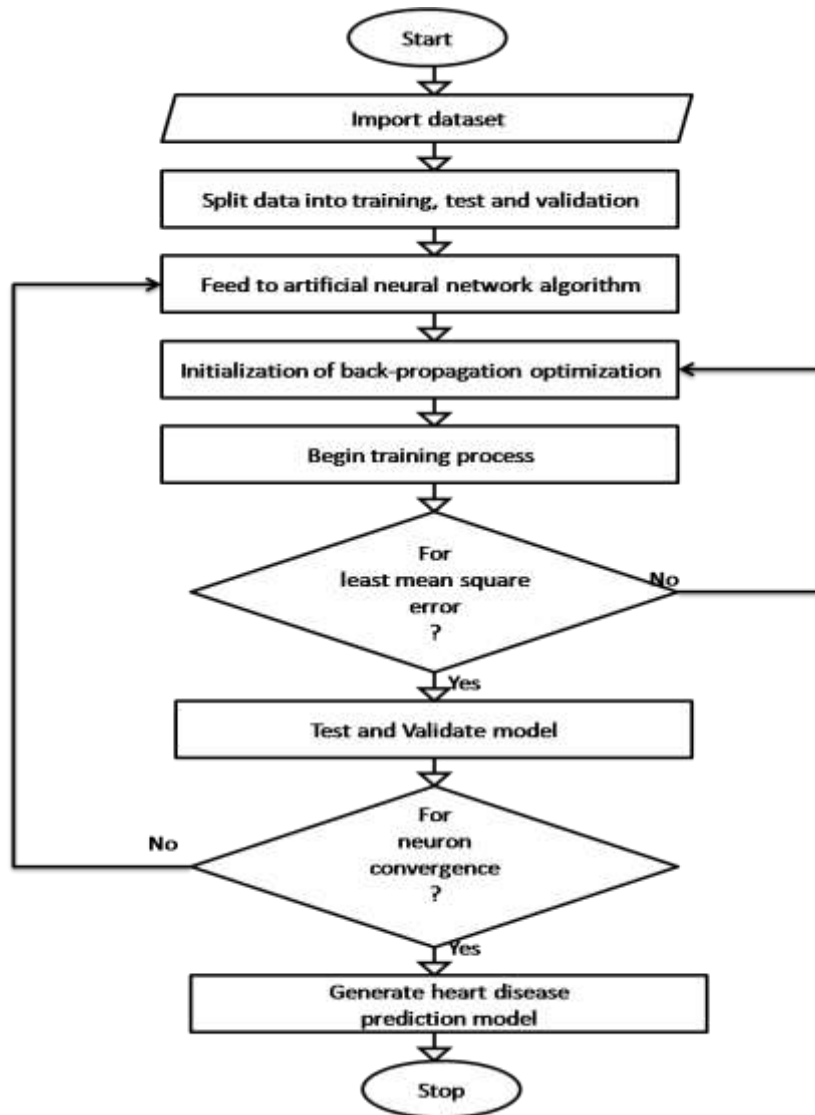 Start
Import dataset
Split data into training, test and validation
Feed to artificial neural network algorithm
Initialization of back-propagation optimization
Begin training process
For
least mean square
error
?
No
Yes
Test and Validate model
For
neuron
convergence
?
No
Yes
Generate heart disease
prediction model
Stop